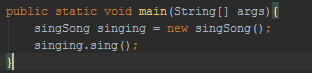 public static void main(String[] args){
singSong singing = new singSong();
singing.sing();
}